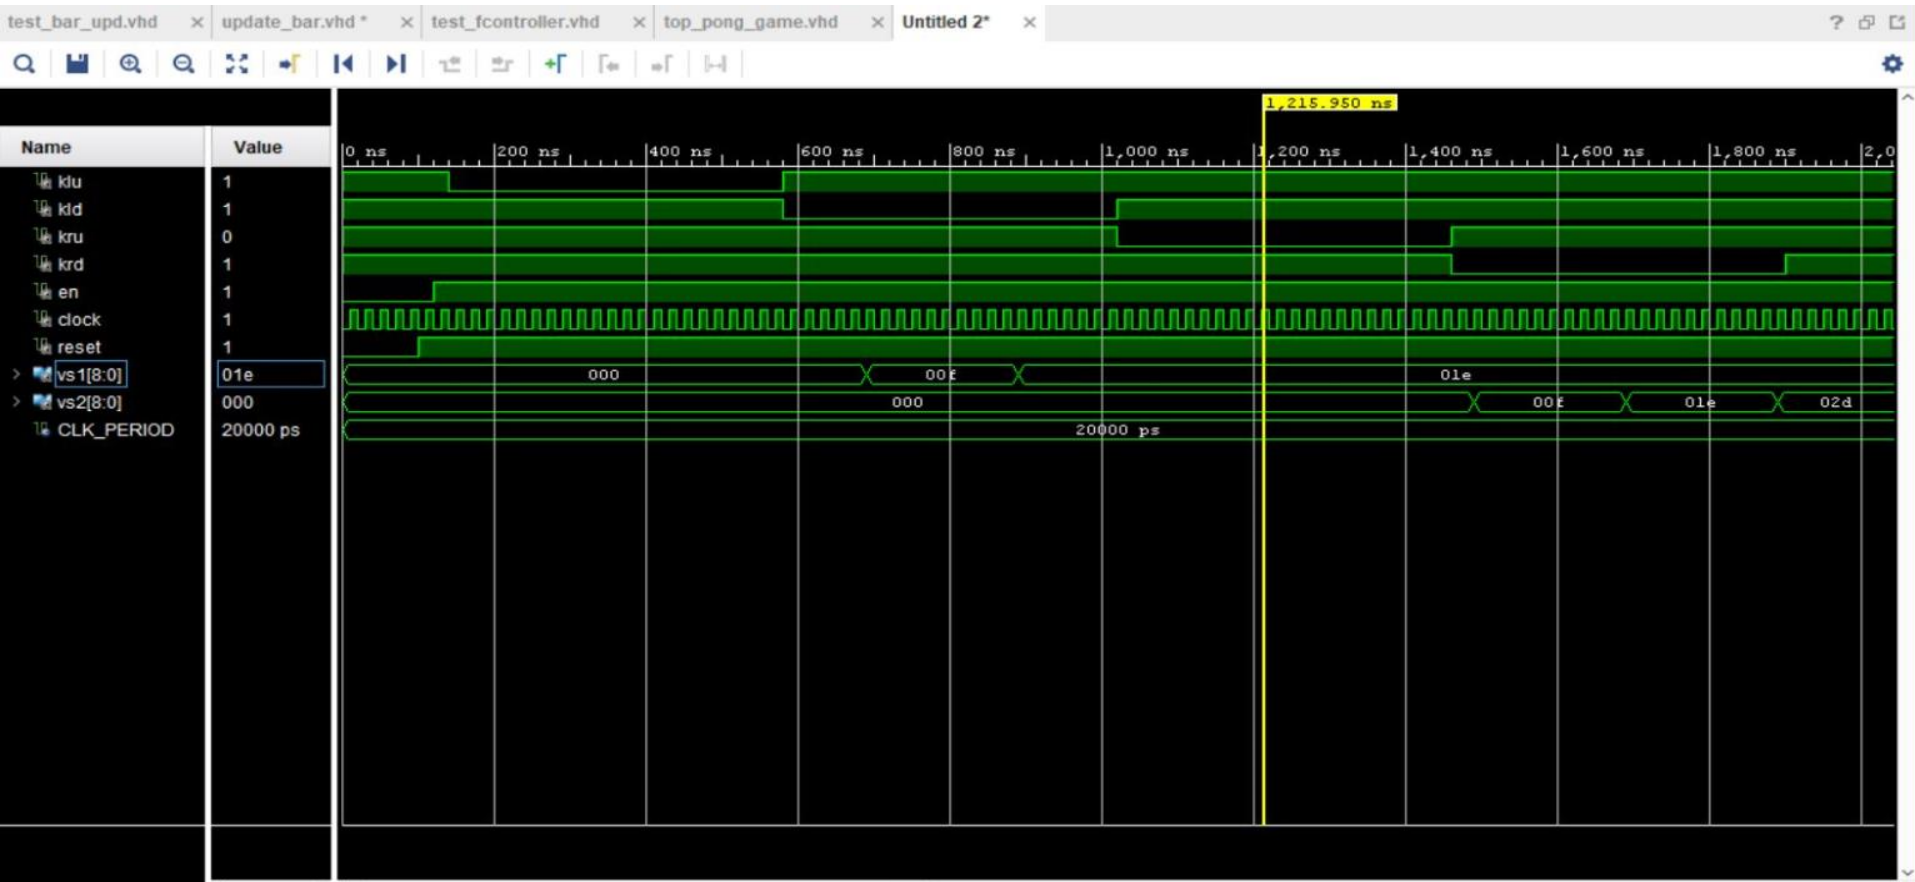 test_bar_upd.vhd × update_bar.vhd * × test_fcontroller.vhd × top_pong_game.vhd × Untitled 2* × ?
1,215.950 ns
Name Value 0 ns 200 ns 400 ns 600 ns 800 ns 1,000 ns 1,200 ns 1,400 ns 1,600 ns 1,800 ns 2,0
klu 1
kld 1
kru 0
krd 1
en 1
clock 1
reset 1
vs1[8:0] 01e 000 00f 01e
vs2[8:0] 000 000 00f 01e 02d
CLK_PERIOD 20000 ps 20000 ps